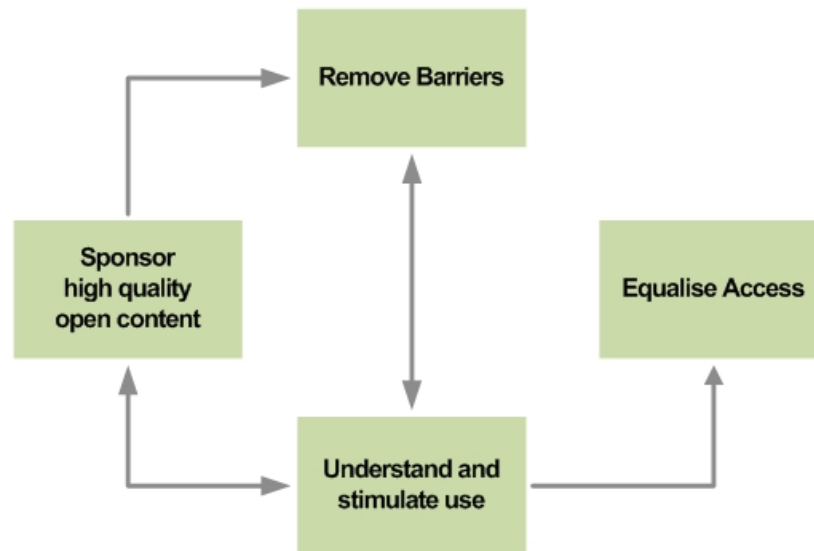 Remove Barriers
Sponsor
high quality
open content
Equalise Access
Understand and
stimulate use